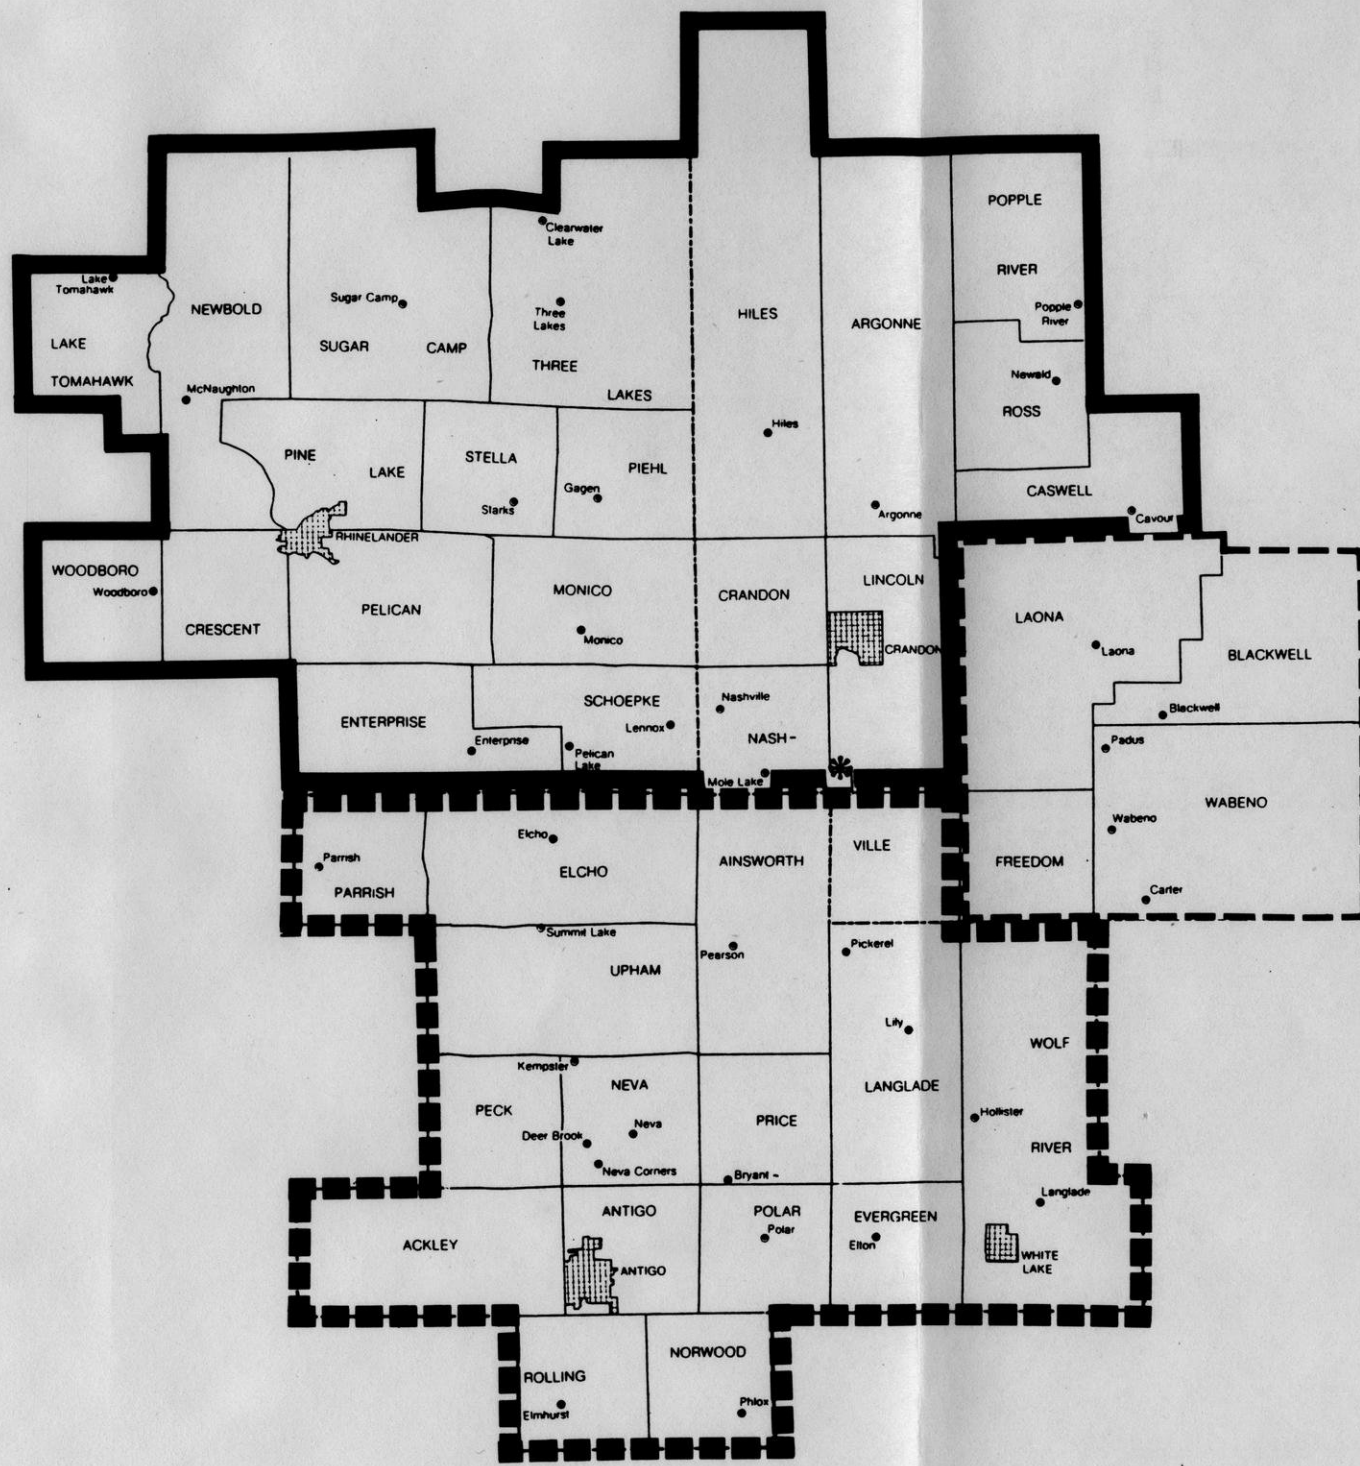 POPPLE
RIVER
Popple
River
Clearwater
Lake
Lake
Tomahawk
NEWBOLD
Sugar Camp
Three
Lakes
HILES
ARGONNE
LAKE
TOMAHAWK
SUGAR CAMP
THREE
LAKES
McNaughton
Newald
ROSS
Hiles
PINE
LAKE
STELLA
PIEHL
Gagen
Starks
CASWELL
Argonne
Cavour
RHINELANDER
WOODBORO
Woodboro
CRESCENT
PELICAN
MONICO
Monico
CRANDON
LINCOLN
CRANDON
LAONA
Laona
BLACKWELL
Blackwell
ENTERPRISE
Enterprise
SCHOEPKE
Lennox
Pelican
Lake
Nashville
NASH-
Mole Lake
Padus
WABENO
Wabeno
Carter
FREEDOM
VILLE
AINSWORTH
Elcho
ELCHO
Parrish
PARRISH
Summit Lake
UPHAM
Pearson
Pickerel
Lily
LANGLADE
WOLF
RIVER
Hollister
Langlade
Kempster
NEVA
Neva
PECK
Deer Brook
Neva Corners
PRICE
Bryant -
ANTIGO
ANTIGO
POLAR
Polar
EVERGREEN
Elton
WHITE
LAKE
ACKLEY
ROLLING
Elmhurst
NORWOOD
Phlox